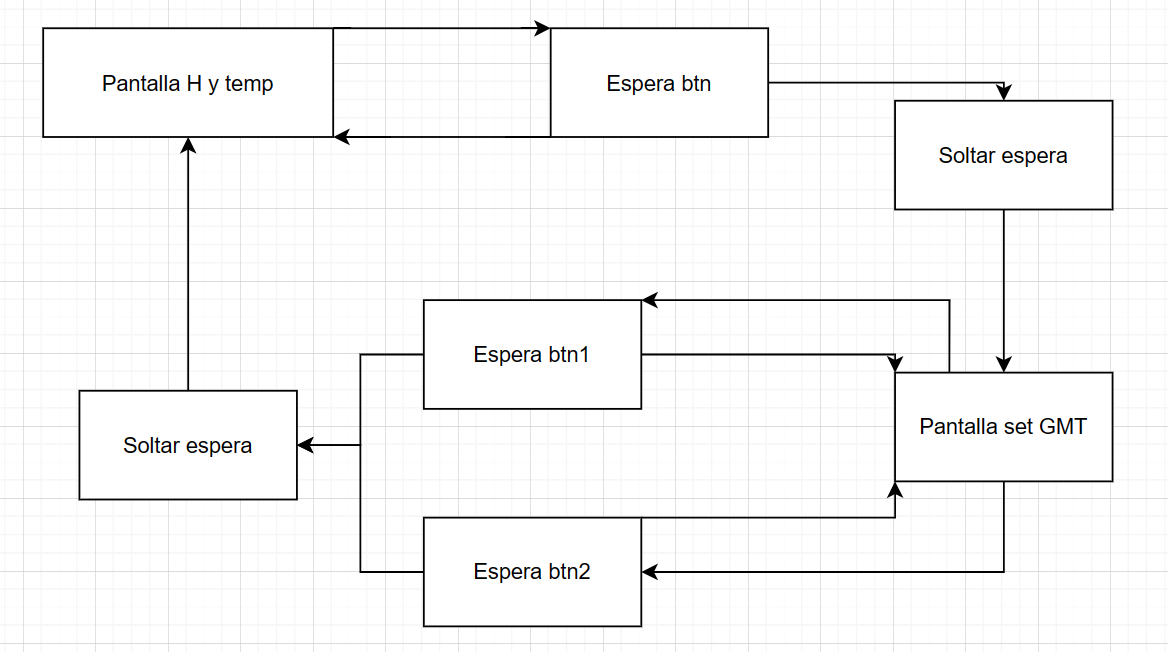 Pantalla H y temp
Espera btn
Soltar espera
Espera btn1
Pantalla set GMT
Soltar espera
Espera btn2